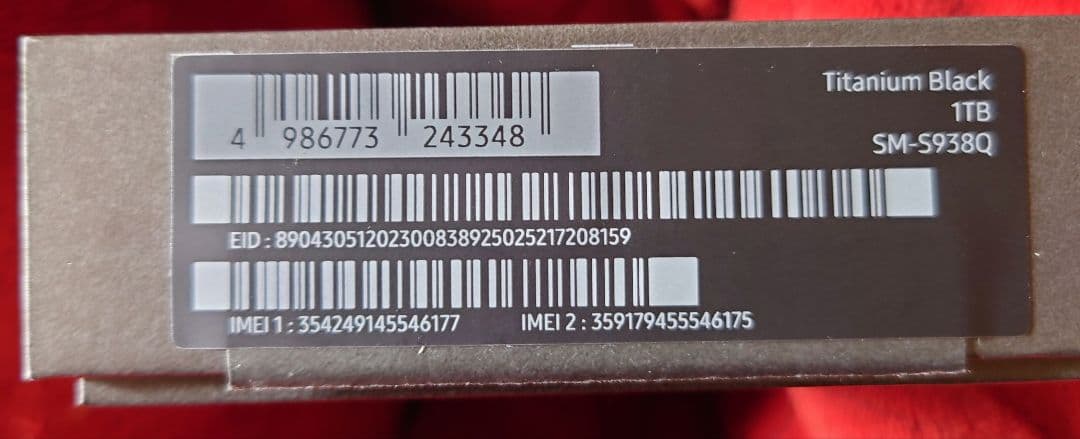 4 986773 243348
Titanium Black
1TB
SM-S938Q
EID : 89043051202300838925025217208159
IMEI 1 : 354249145546177 IMEI 2 : 359179455546175